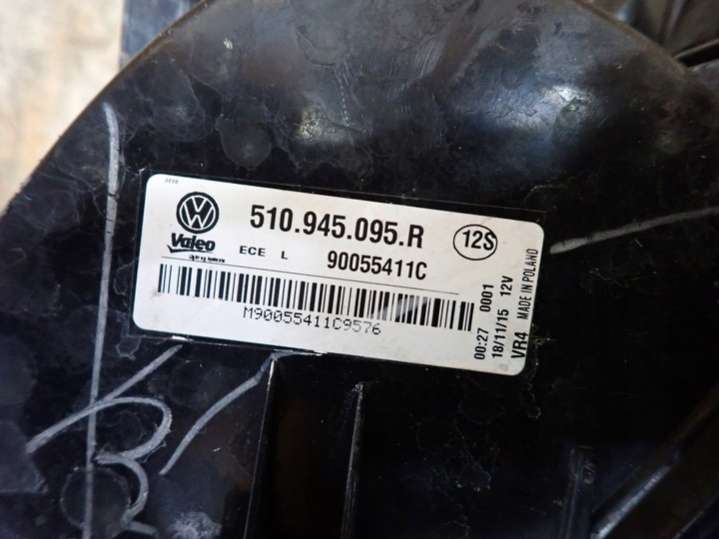 510.945.095.R
12S
Valeo
ECE L 90055411C
M90055411C9576
00:27 0001
18/11/15 12V
VR4 MADE IN POLAND